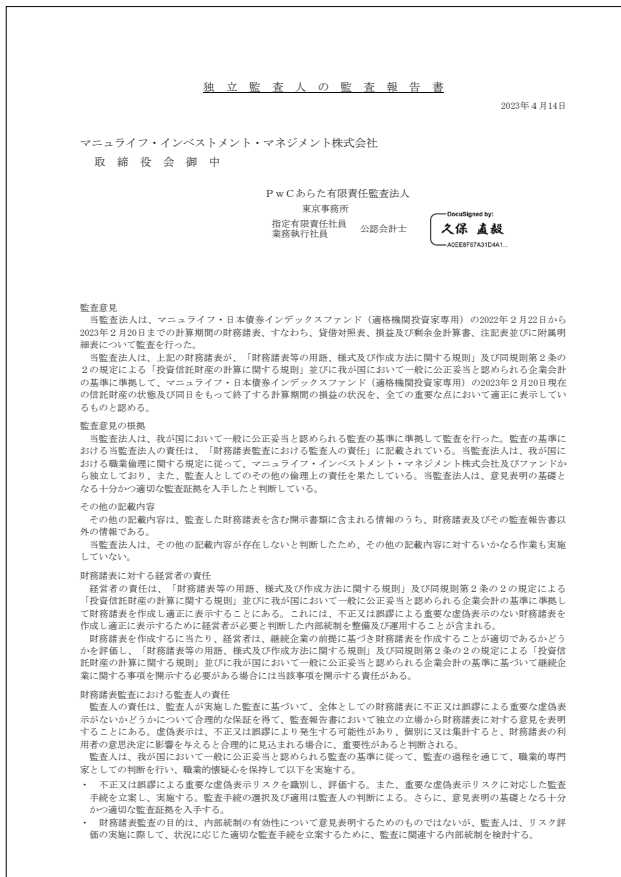 独立監査人の監査報告書
2023年4月14日
マニュライフ・インベストメント・マネジメント株式会社
取締役会御中
PwCあらた有限責任監査法人
東京事務所
指定有限責任社員
業務執行社員
公認会計士
DocuSigned by:
久保 直毅
A0EE8F67A31D4A1...
監査意見
当監査法人は、マニュライフ・日本債券インデックスファンド（適格機関投資家専用）の2022年2月22日から
2023年2月20日までの計算期間の財務諸表、すなわち、貸借対照表、損益及び剰余金計算書、注記表並びに附属明
細表について監査を行った。
当監査法人は、上記の財務諸表が、「財務諸表等の用語、様式及び作成方法に関する規則」及び同規則第2条の
2の規定による「投資信託財産の計算に関する規則」並びに我が国において一般に公正妥当と認められる企業会計
の基準に準拠して、マニュライフ・日本債券インデックスファンド（適格機関投資家専用）の2023年2月20日現在
の信託財産の状態及び同日をもって終了する計算期間の損益の状況を、全ての重要な点において適正に表示してい
るものと認める。
監査意見の根拠
当監査法人は、我が国において一般に公正妥当と認められる監査の基準に準拠して監査を行った。監査の基準に
おける当監査法人の責任は、「財務諸表監査における監査人の責任」に記載されている。当監査法人は、我が国に
おける職業倫理に関する規定に従って、マニュライフ・インベストメント・マネジメント株式会社及びファンドか
ら独立しており、また、監査人としてのその他の倫理上の責任を果たしている。当監査法人は、意見表明の基礎と
なる十分かつ適切な監査証拠を入手したと判断している。
その他の記載内容
その他の記載内容は、監査した財務諸表を含む開示書類に含まれる情報のうち、財務諸表及びその監査報告書以
外の情報である。
当監査法人は、その他の記載内容が存在しないと判断したため、その他の記載内容に対するいかなる作業も実施
していない。
財務諸表に対する経営者の責任
経営者の責任は、「財務諸表等の用語、様式及び作成方法に関する規則」及び同規則第2条の2の規定による
「投資信託財産の計算に関する規則」並びに我が国において一般に公正妥当と認められる企業会計の基準に準拠し
て財務諸表を作成し適正に表示することにある。これには、不正又は誤謬による重要な虚偽表示のない財務諸表を
作成し適正に表示するために経営者が必要と判断した内部統制を整備及び運用することが含まれる。
財務諸表を作成するに当たり、経営者は、継続企業の前提に基づき財務諸表を作成することが適切であるかどう
かを評価し、「財務諸表等の用語、様式及び作成方法に関する規則」及び同規則第2条の2の規定による「投資信
託財産の計算に関する規則」並びに我が国において一般に公正妥当と認められる企業会計の基準に基づいて継続企
業に関する事項を開示する必要がある場合には当該事項を開示する責任がある。
財務諸表監査における監査人の責任
監査人の責任は、監査人が実施した監査に基づいて、全体としての財務諸表に不正又は誤謬による重要な虚偽表
示がないかどうかについて合理的な保証を得て、監査報告書において独立の立場から財務諸表に対する意見を表明
することにある。虚偽表示は、不正又は誤謬により発生する可能性があり、個別に又は集計すると、財務諸表の利
用者の意思決定に影響を与えると合理的に見込まれる場合に、重要性があると判断される。
監査人は、我が国において一般に公正妥当と認められる監査の基準に従って、監査の過程を通じて、職業的専門
家としての判断を行い、職業的懐疑心を保持して以下を実施する。
・ 不正又は誤謬による重要な虚偽表示リスクを識別し、評価する。また、重要な虚偽表示リスクに対応した監査
手続を立案し、実施する。監査手続の選択及び適用は監査人の判断による。さらに、意見表明の基礎となる十分
かつ適切な監査証拠を入手する。
・ 財務諸表監査の目的は、内部統制の有効性について意見表明するためのものではないが、監査人は、リスク評
価の実施に際して、状況に応じた適切な監査手続を立案するために、監査に関連する内部統制を検討する。